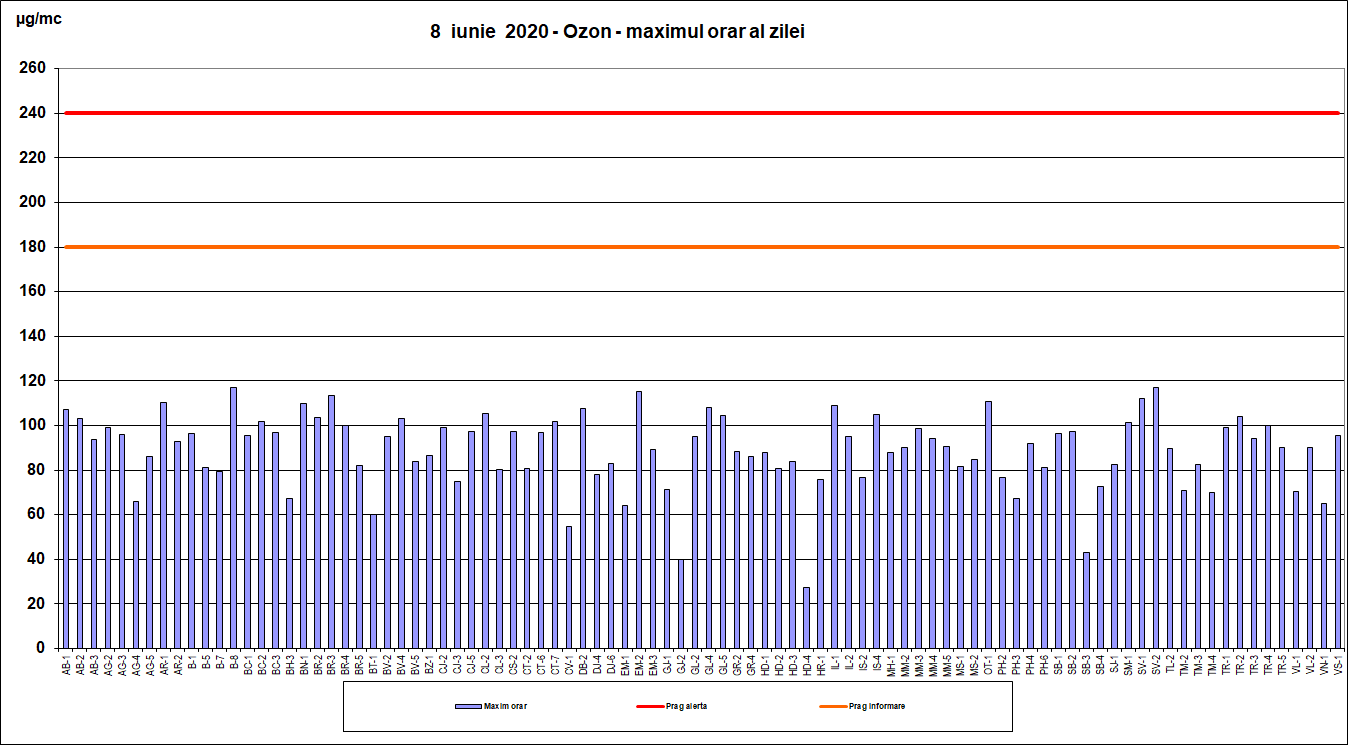 µg/mc
8 iunie 2020 - Ozon - maximul orar al zilei
260
240
220
200
180
160
140
120
100
80
60
40
20
0
AB-1
AB-2
AB-3
AG-2
AG-3
AG-4
AG-5
AR-1
AR-2
B-1
B-5
B-7
B-8
BC-1
BC-2
BC-3
BH-3
BN-1
BR-2
BR-3
BR-4
BR-5
BT-1
BV-2
BV-4
BV-5
BZ-1
CJ-2
CJ-3
CJ-5
CL-2
CL-3
CS-2
CT-2
CT-6
CT-7
CV-1
DB-2
DJ-4
DJ-6
EM-1
EM-2
EM-3
GJ-1
GJ-2
GL-2
GL-4
GL-5
GR-2
GR-4
HD-1
HD-2
HD-3
HD-4
HR-1
IL-1
IL-2
IS-2
IS-4
MH-1
MM-2
MM-3
MM-4
MM-5
MS-1
MS-2
OT-1
PH-2
PH-3
PH-4
PH-6
SB-1
SB-2
SB-3
SB-4
SJ-1
SM-1
SV-1
SV-2
TL-2
TM-2
TM-3
TM-4
TR-1
TR-2
TR-3
TR-4
TR-5
VL-1
VL-2
VN-1
VS-1
Maxim orar
Prag alerta
Prag informare